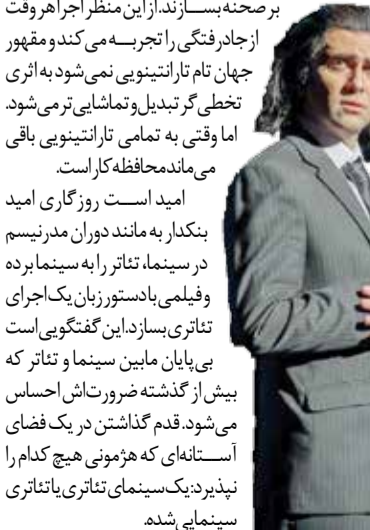 بر صحنه بسازند. از این منظر اجرا هر وقت
از جادررفتگی را تجربه می‌کند و مقهور
جهان تام تارانتینویی نمی‌شود به اثری
تخطی‌گر تبدیل و تماشایی‌تر می‌شود.
اما وقتی به تمامی تارانتینویی باقی
می‌ماند محافظه‌کار است.
امید است روزگاری امید
بنکدار به مانند دوران مدرنیسم
در سینما، تئاتر را به سینما برده
و فیلمی با دستور زبان یک اجرای
تئاتری بسازد. این گفتگویی است
بی‌پایان مابین سینما و تئاتر که
بیش از گذشته ضرورت‌اش احساس
می‌شود. قدم گذاشتن در یک فضای
آستانه‌ای که هژمونی هیچ کدام را
نپذیرد: یک سینمای تئاتری یا تئاتری
سینمایی شده.